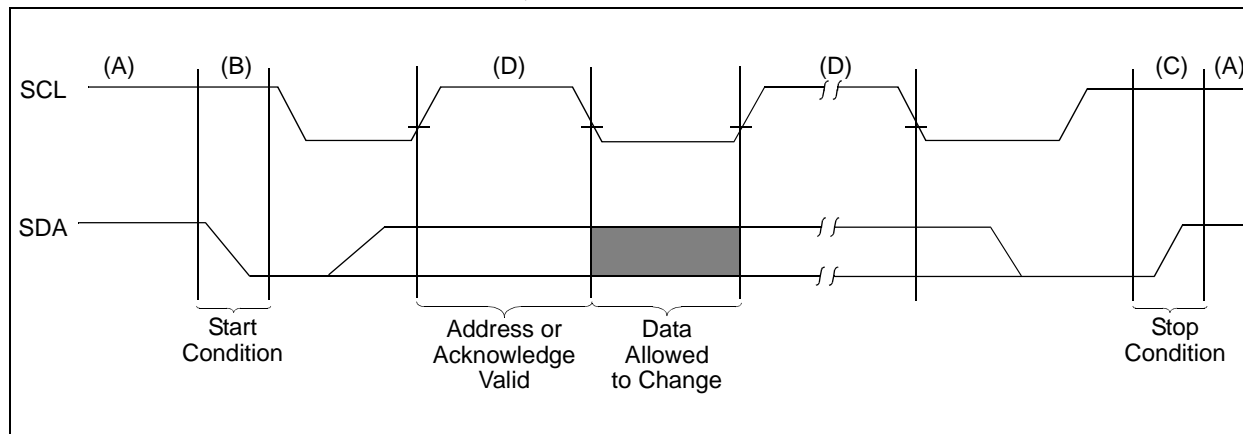 (A)
(B)
(D)
(D)
(C)
(A)
SCL
SDA
Start
Condition
Address or
Acknowledge
Valid
Data
Allowed
to Change
Stop
Condition